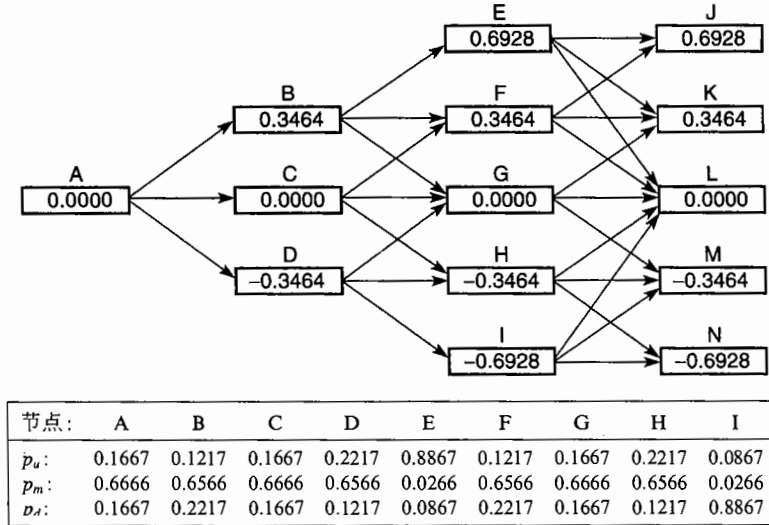 E J
0.6928 0.6928
B F K
0.3464 0.3464 0.3464
A C G L
0.0000 0.0000 0.0000 0.0000
D H M
−0.3464 −0.3464 −0.3464
I N
−0.6928 −0.6928
节点: A B C D E F G H I
p_u: 0.1667 0.1217 0.1667 0.2217 0.8867 0.1217 0.1667 0.2217 0.0867
p_m: 0.6666 0.6566 0.6666 0.6566 0.0266 0.6566 0.6666 0.6566 0.0266
p_d: 0.1667 0.2217 0.1667 0.1217 0.0867 0.2217 0.1667 0.1217 0.8867